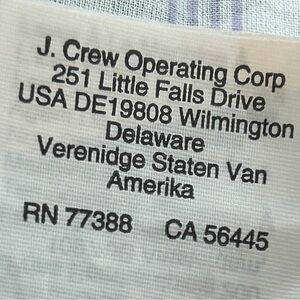 J. Crew Operating Corp
251 Little Falls Drive
USA DE19808 Wilmington
Delaware
Verenidge Staten Van
Amerika
RN 77388 CA 56445